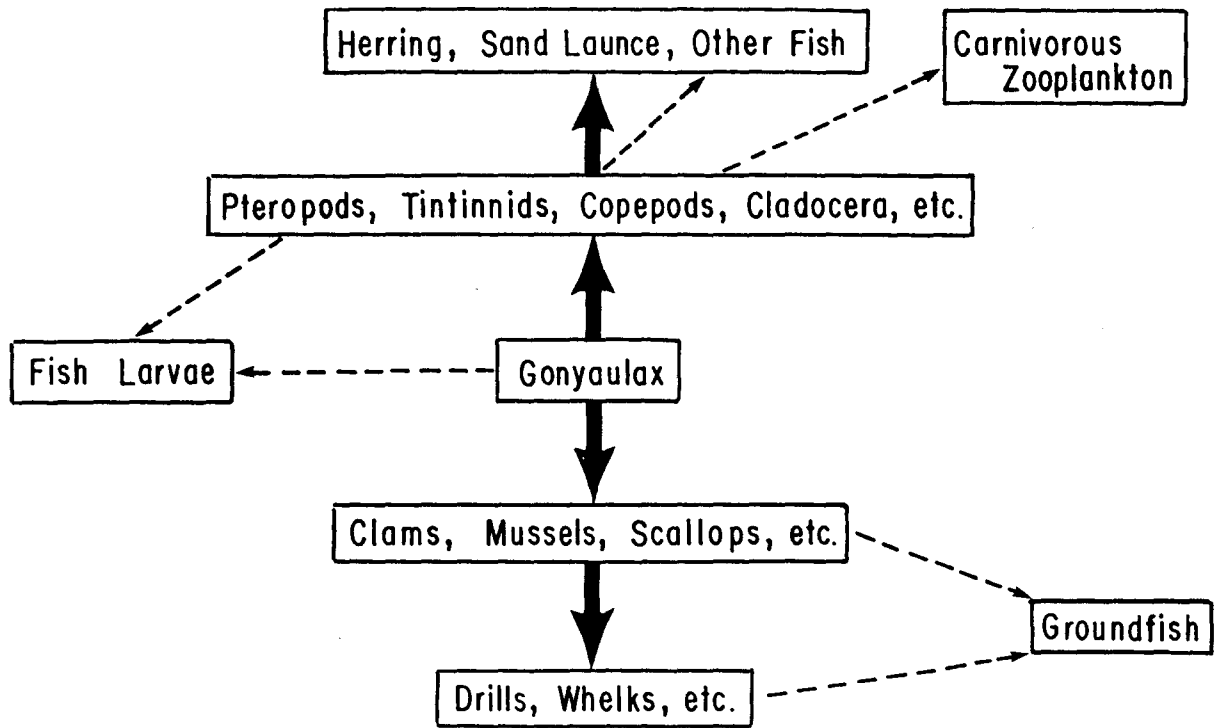 Herring, Sand Launce, Other Fish
Carnivorous
Zooplankton
Pteropods, Tintinnids, Copepods, Cladocera, etc.
Fish Larvae
Gonyaulax
Clams, Mussels, Scallops, etc.
Groundfish
Drills, Whelks, etc.